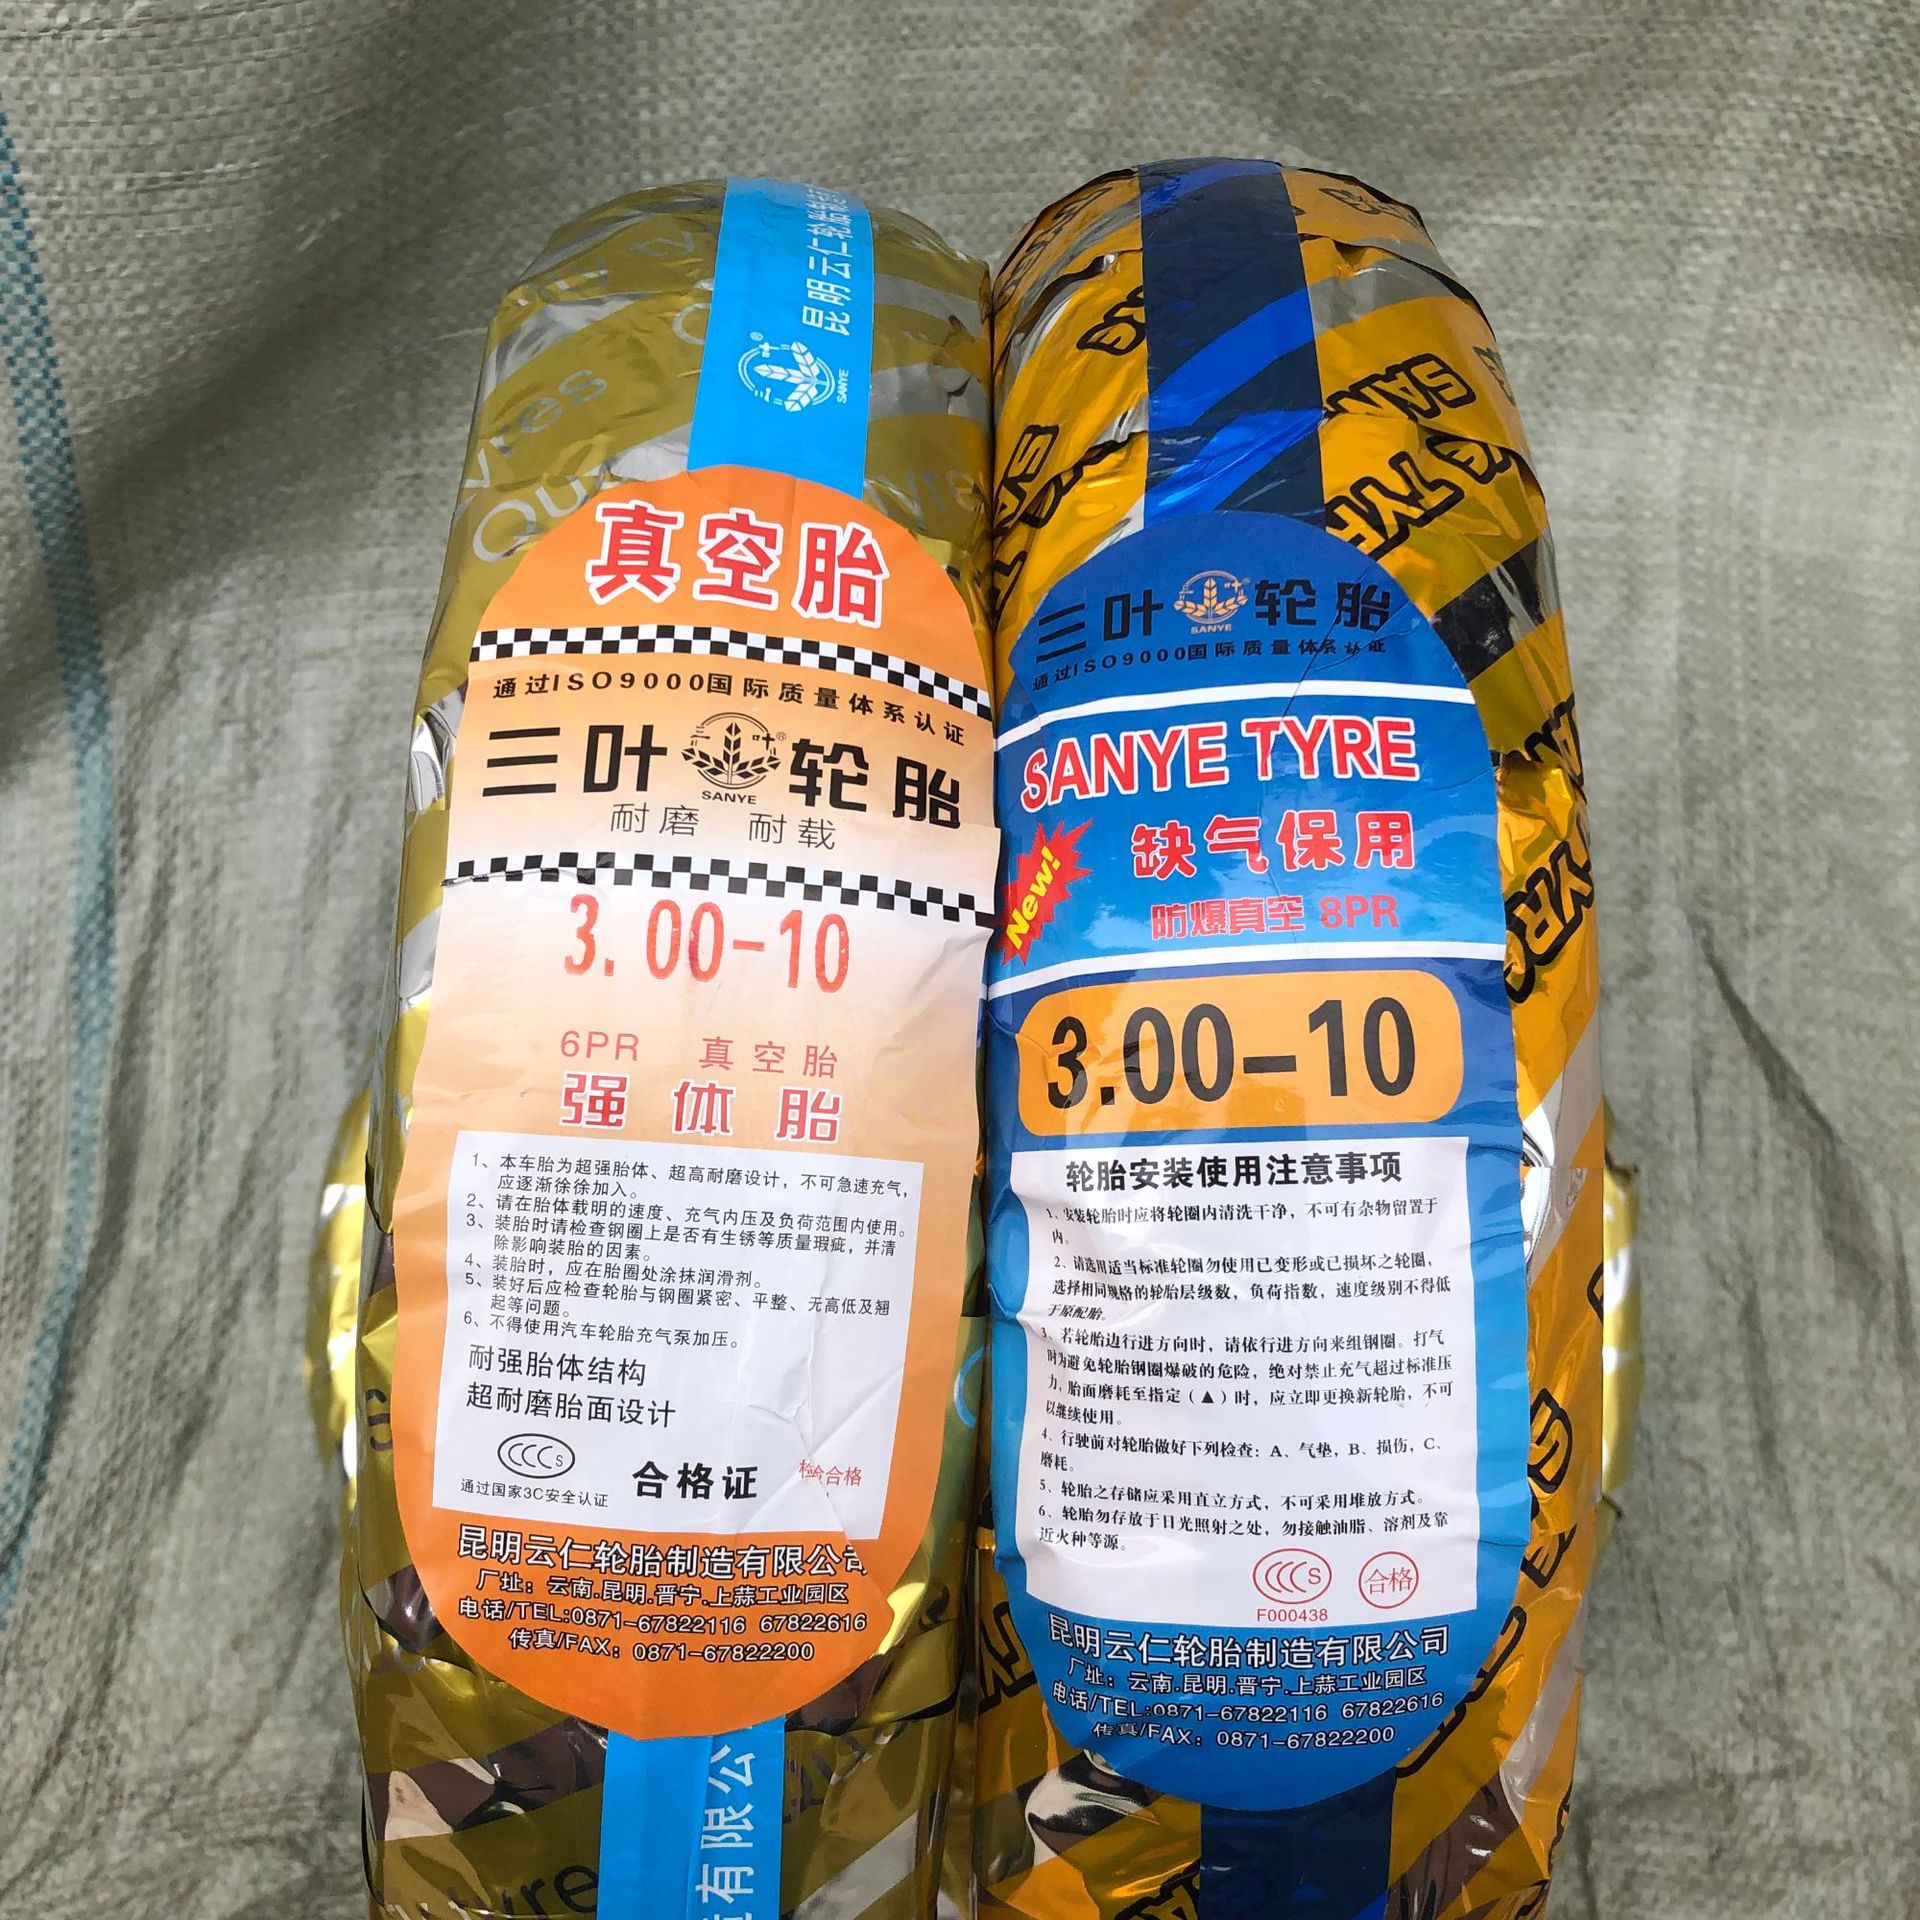 昆明云仁轮胎制造
三叶
SANYE
Quality tyres
真空胎
通过ISO9000国际质量体系认证
三叶 轮胎
叶
SANYE
耐磨 耐载
3.00-10
6PR 真空胎
强体胎
1、本车胎为超强胎体、超高耐磨设计，不可急速充气，
应逐渐徐徐加入。
2、请在胎体载明的速度、充气内压及负荷范围内使用。
3、装胎时请检查钢圈上是否有生锈等质量瑕疵，并清
除影响装胎的因素。
4、装胎时，应在胎圈处涂抹润滑剂。
5、装好后应检查轮胎与钢圈紧密、平整、无高低及翘
起等问题。
6、不得使用汽车轮胎充气泵加压。
耐强胎体结构
超耐磨胎面设计
CCC S
通过国家3C安全认证
合格证
检验合格
昆明云仁轮胎制造有限公司
厂址：云南.昆明.晋宁.上蒜工业园区
电话/TEL:0871-67822116 67822616
传真/FAX：0871-67822200
有限公
tyre
SANYE TYRE
三叶 轮胎
SANYE
通过ISO9000国际质量体系认证
SANYE TYRE
New!
缺气保用
防爆真空 8PR
3.00-10
轮胎安装使用注意事项
1、安装轮胎时应将轮圈内清洗干净，不可有杂物留置于
内。
2、请选用适当标准轮圈勿使用已变形或已损坏之轮圈，
选择相同规格的轮胎层级数，负荷指数，速度级别不得低
于原配胎。
3、若轮胎边行进方向时，请依行进方向来组钢圈。打气
时为避免轮胎钢圈爆破的危险，绝对禁止充气超过标准压
力，胎面磨耗至指定（▲）时，应立即更换新轮胎，不可
以继续使用。
4、行驶前对轮胎做好下列检查：A、气垫，B、损伤，C、
磨耗。
5、轮胎之存储应采用直立方式，不可采用堆放方式。
6、轮胎勿存放于日光照射之处，勿接触油脂、溶剂及靠
近火种等源。
CCC S
F000438
合格
昆明云仁轮胎制造有限公司
厂址：云南.昆明.晋宁.上蒜工业园区
电话/TEL:0871-67822116 67822616
传真/FAX：0871-67822200